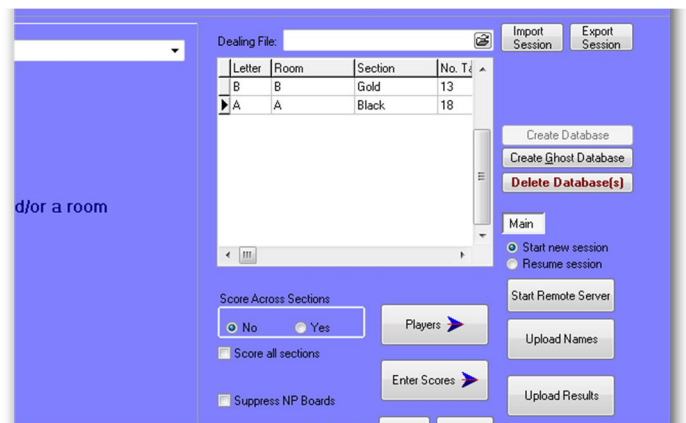 Dealing File:
Import Session
Export Session
Letter Room Section No. Ta
B B Gold 13
A A Black 18
Create Database
Create Ghost Database
Delete Database(s)
d/or a room
Main
Start new session
Resume session
Score Across Sections
No Yes
Players
Start Remote Server
Upload Names
Score all sections
Enter Scores
Upload Results
Suppress NP Boards